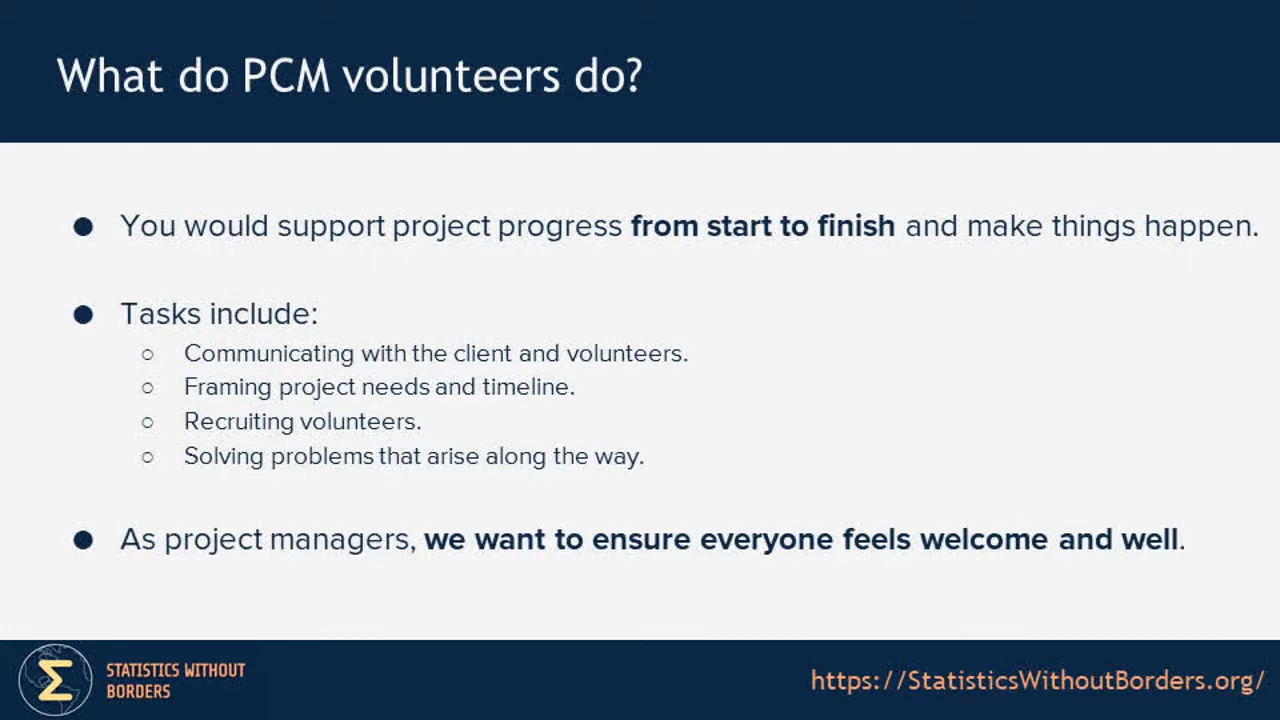 What do PCM volunteers do?
● You would support project progress from start to finish and make things happen.
● Tasks include:
○ Communicating with the client and volunteers.
○ Framing project needs and timeline.
○ Recruiting volunteers.
○ Solving problems that arise along the way.
● As project managers, we want to ensure everyone feels welcome and well.
Σ
STATISTICS WITHOUT
BORDERS
https://StatisticsWithoutBorders.org/